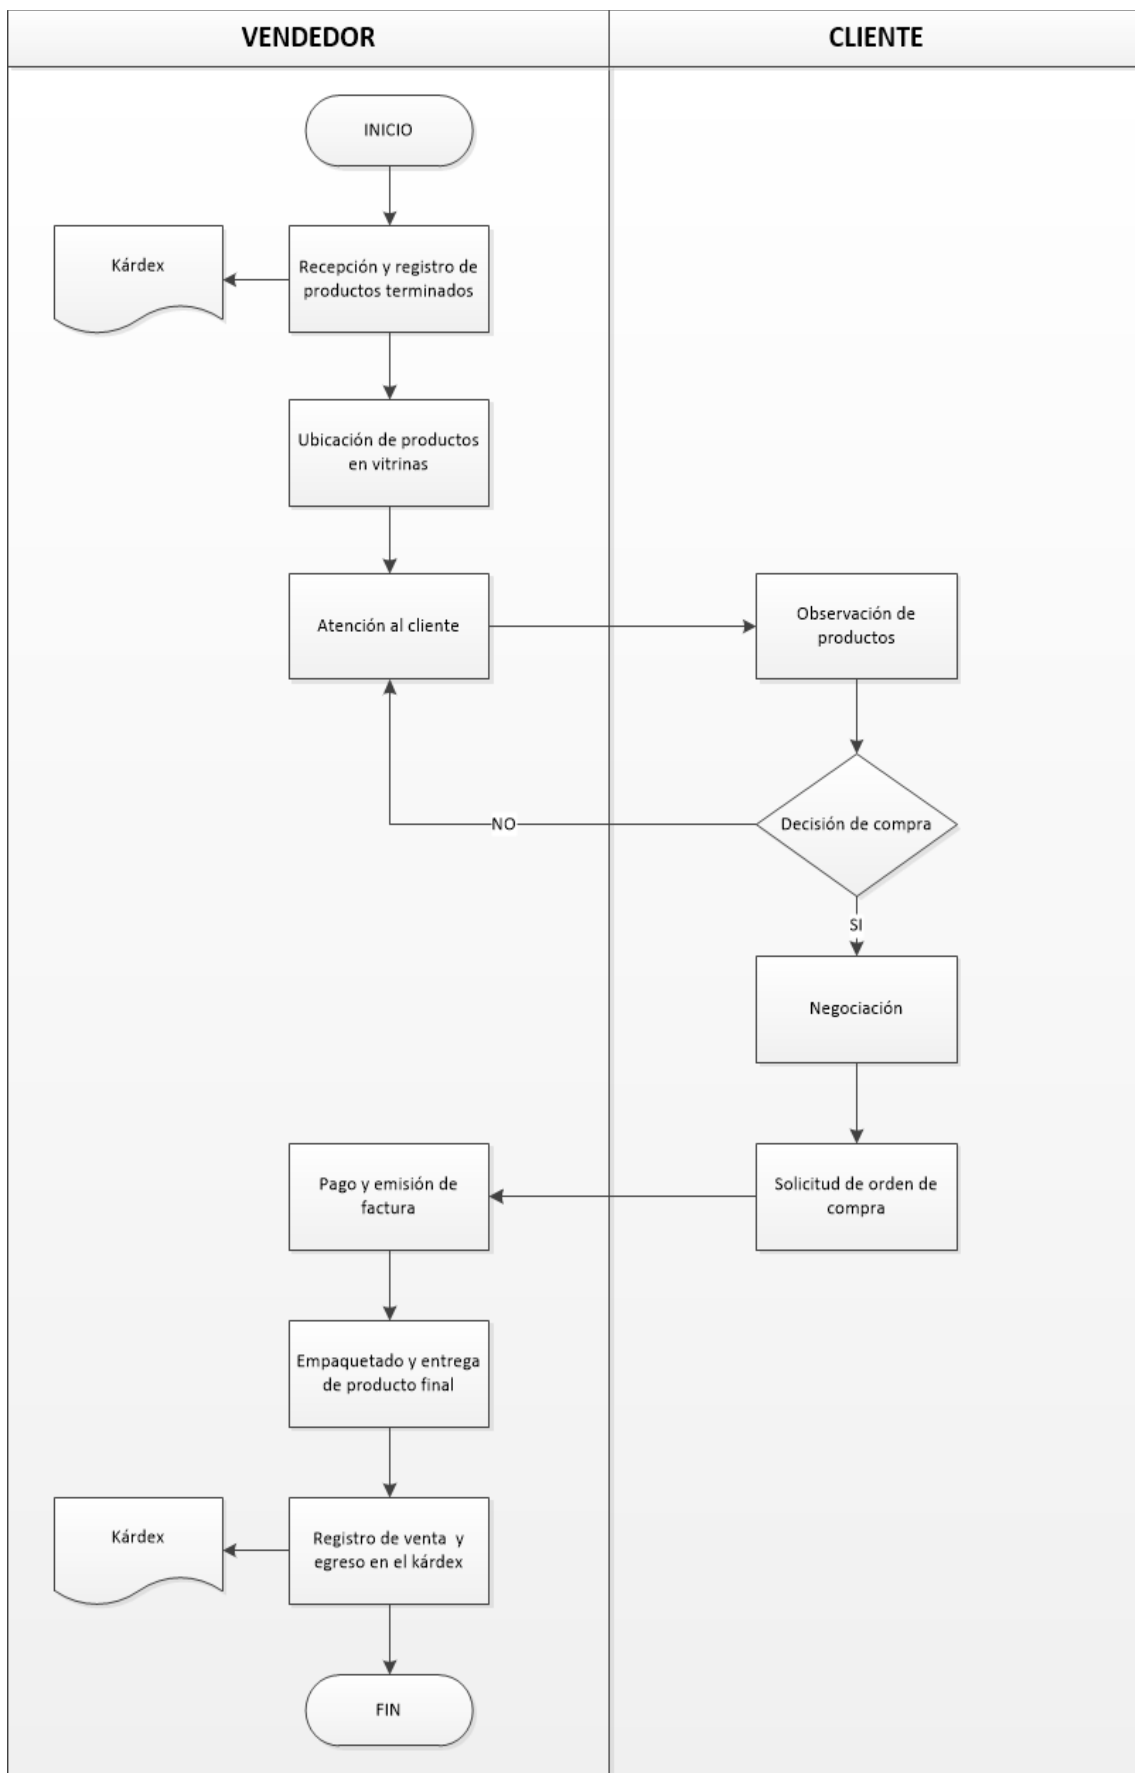 VENDEDOR
CLIENTE
INICIO
Kárdex
Recepción y registro de
productos terminados
Ubicación de productos
en vitrinas
Atención al cliente
Observación de
productos
NO
Decisión de compra
SI
Negociación
Pago y emisión de
factura
Solicitud de orden de
compra
Empaquetado y entrega
de producto final
Kárdex
Registro de venta y
egreso en el kárdex
FIN